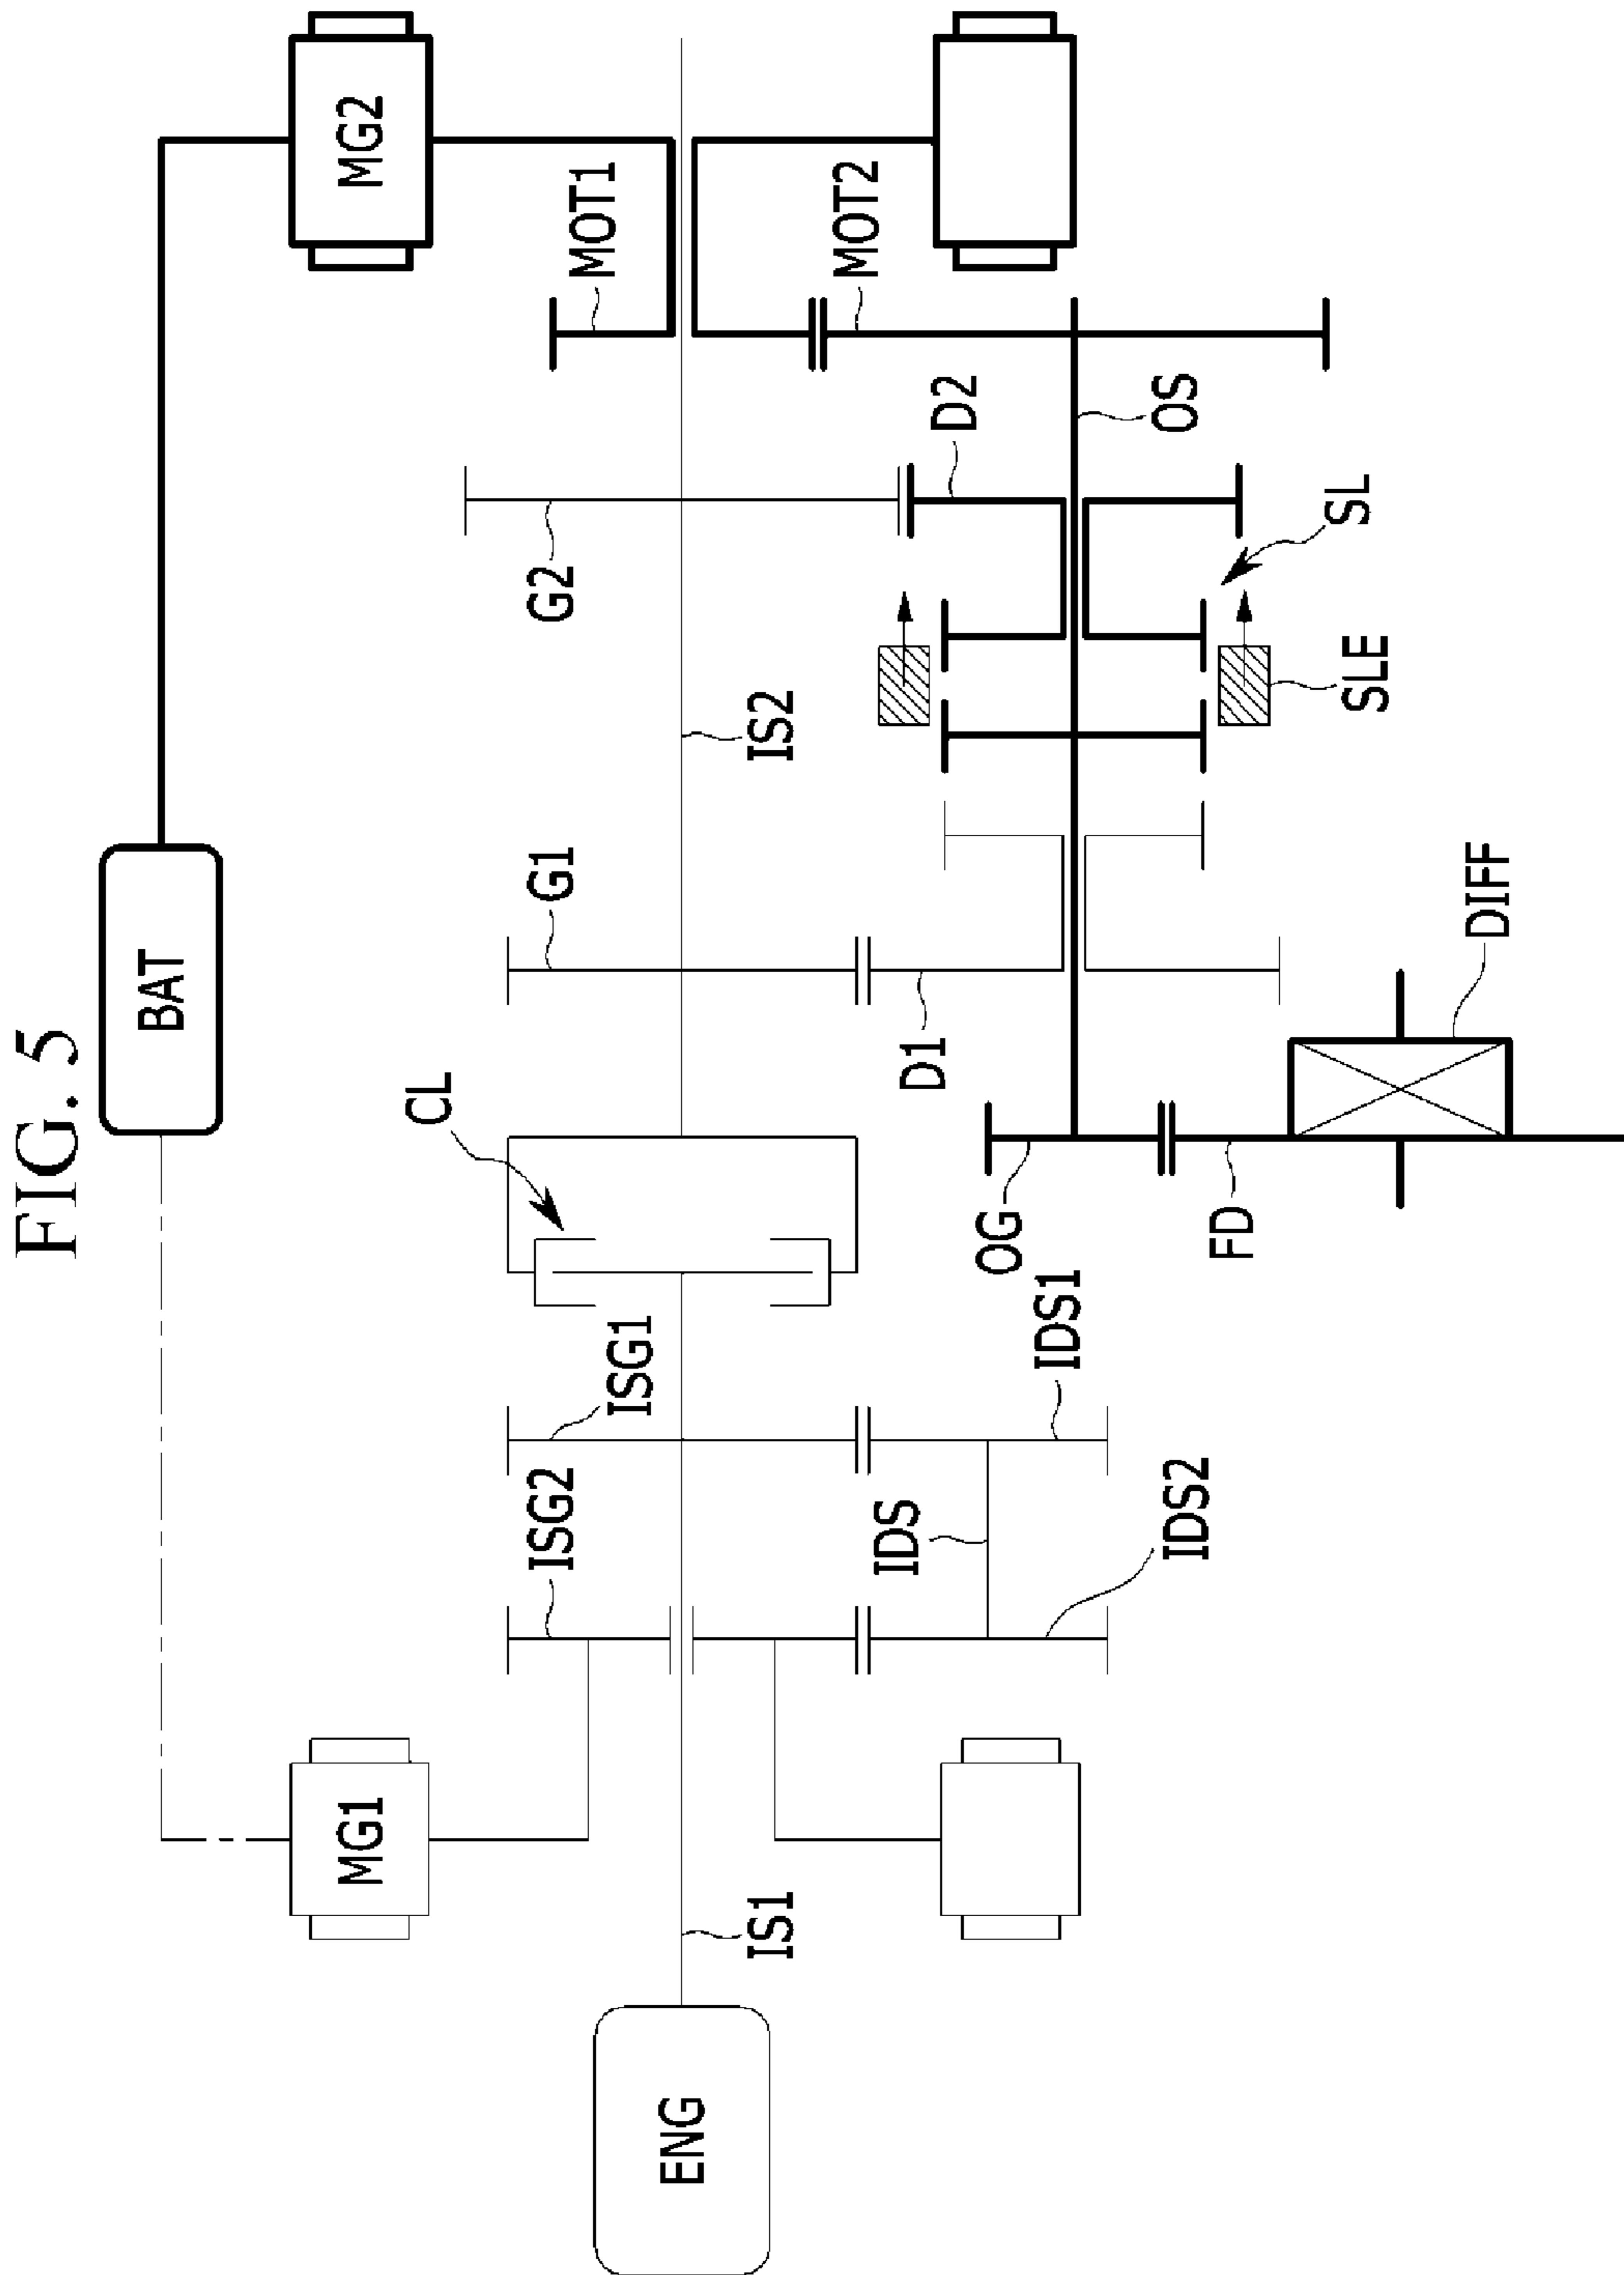 FIG. 5
BAT
MG1
MG2
CL
ISG2
ISG1
G1
G2
MOT1
ENG
IS1
IS2
MOT2
IDS
D1
D2
OG
IDS1
IDS2
FD
OS
SLE
SL
DIFF